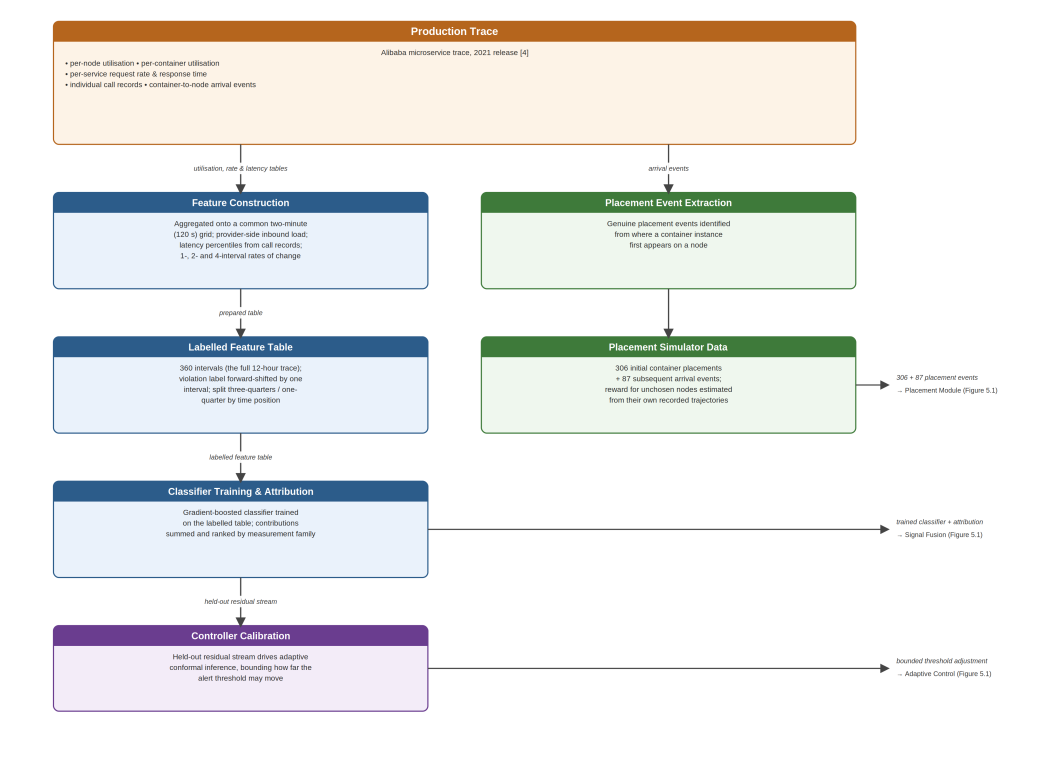 Production Trace
Alibaba microservice trace, 2021 release [4]
• per-node utilisation • per-container utilisation
• per-service request rate & response time
• individual call records • container-to-node arrival events
utilisation, rate & latency tables
arrival events
Feature Construction
Aggregated onto a common two-minute
(120 s) grid; provider-side inbound load;
latency percentiles from call records;
1-, 2- and 4-interval rates of change
Placement Event Extraction
Genuine placement events identified
from where a container instance
first appears on a node
prepared table
Labelled Feature Table
360 intervals (the full 12-hour trace);
violation label forward-shifted by one
interval; split three-quarters / one-
quarter by time position
Placement Simulator Data
306 initial container placements
+ 87 subsequent arrival events;
reward for unchosen nodes estimated
from their own recorded trajectories
306 + 87 placement events
→ Placement Module (Figure 5.1)
labelled feature table
Classifier Training & Attribution
Gradient-boosted classifier trained
on the labelled table; contributions
summed and ranked by measurement family
trained classifier + attribution
→ Signal Fusion (Figure 5.1)
held-out residual stream
Controller Calibration
Held-out residual stream drives adaptive
conformal inference, bounding how far the
alert threshold may move
bounded threshold adjustment
→ Adaptive Control (Figure 5.1)